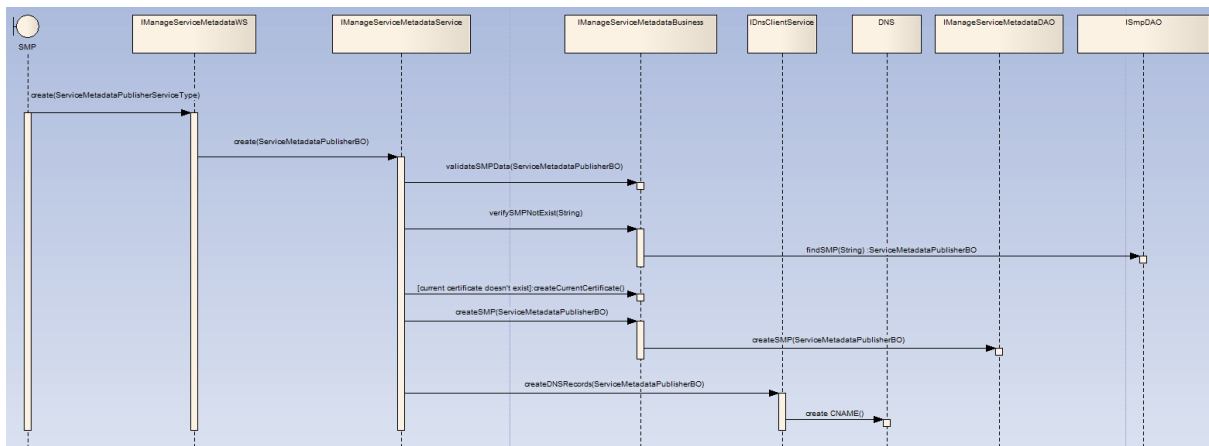 IManageServiceMetadataWS
IManageServiceMetadataService
IManageServiceMetadataBusiness
IDnsClientService
DNS
IManageServiceMetadataDAO
ISmpDAO
SMP
create(ServiceMetadataPublisherServiceType)
create(ServiceMetadataPublisherBO)
validateSMPData(ServiceMetadataPublisherBO)
verifySMPNotExist(String)
findSMP(String) :ServiceMetadataPublisherBO
[current certificate doesn't exist]:createCurrentCertificate()
createSMP(ServiceMetadataPublisherBO)
createSMP(ServiceMetadataPublisherBO)
createDNSRecords(ServiceMetadataPublisherBO)
create CNAME()